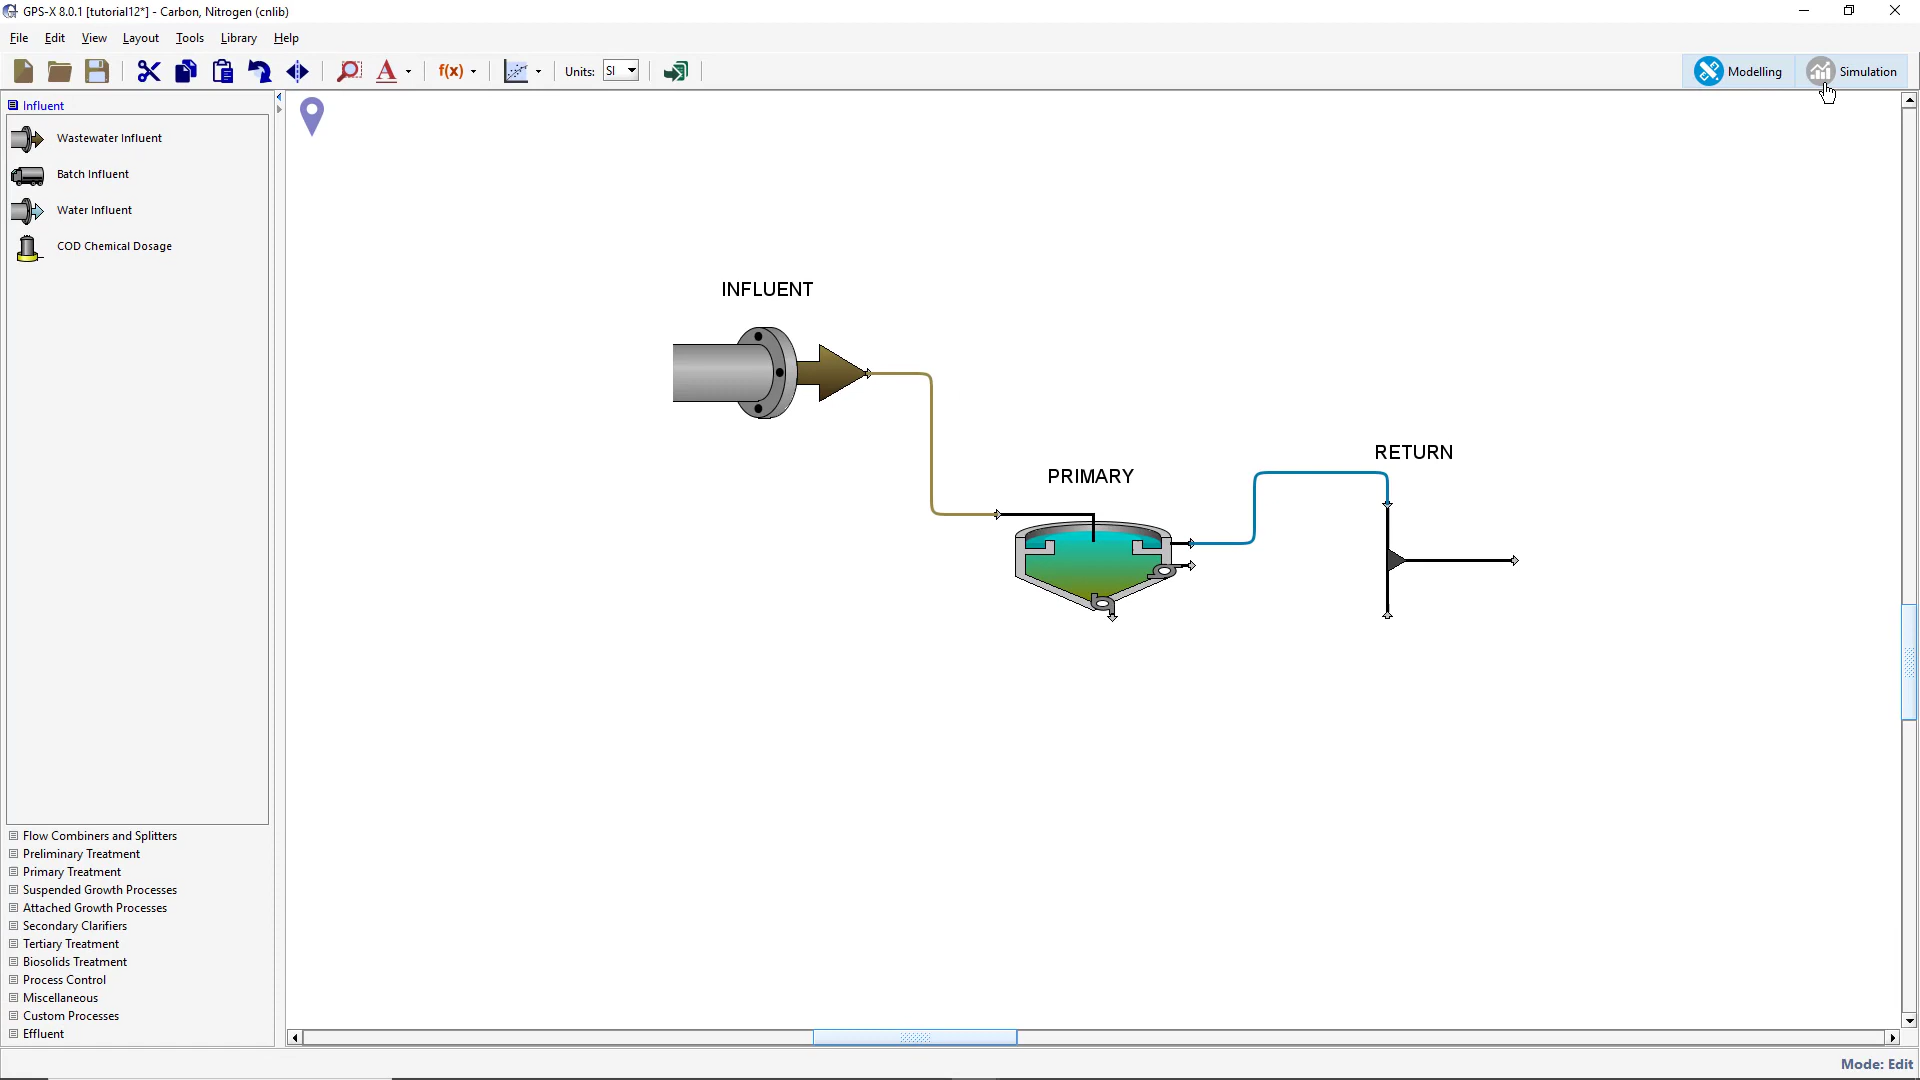 GPS-X 8.0.1 [tutorial12*] - Carbon, Nitrogen (cnlib)
File Edit View Layout Tools Library Help
A f(x) Units: SI Modelling Simulation
Influent
Wastewater Influent
Batch Influent
Water Influent
COD Chemical Dosage
INFLUENT
RETURN
PRIMARY
Flow Combiners and Splitters
Preliminary Treatment
Primary Treatment
Suspended Growth Processes
Attached Growth Processes
Secondary Clarifiers
Tertiary Treatment
Biosolids Treatment
Process Control
Miscellaneous
Custom Processes
Effluent
Mode: Edit